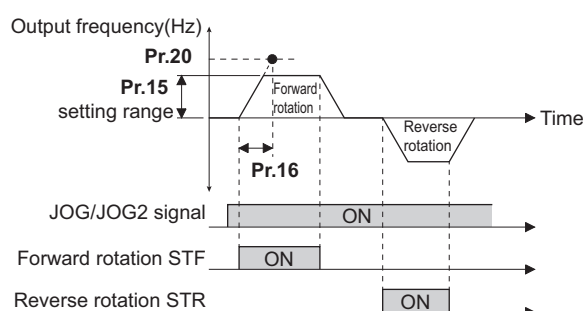 Output frequency(Hz)
Pr.20
Pr.15
setting range
Forward
rotation
Time
Reverse
rotation
Pr.16
JOG/JOG2 signal
ON
Forward rotation STF
ON
Reverse rotation STR
ON